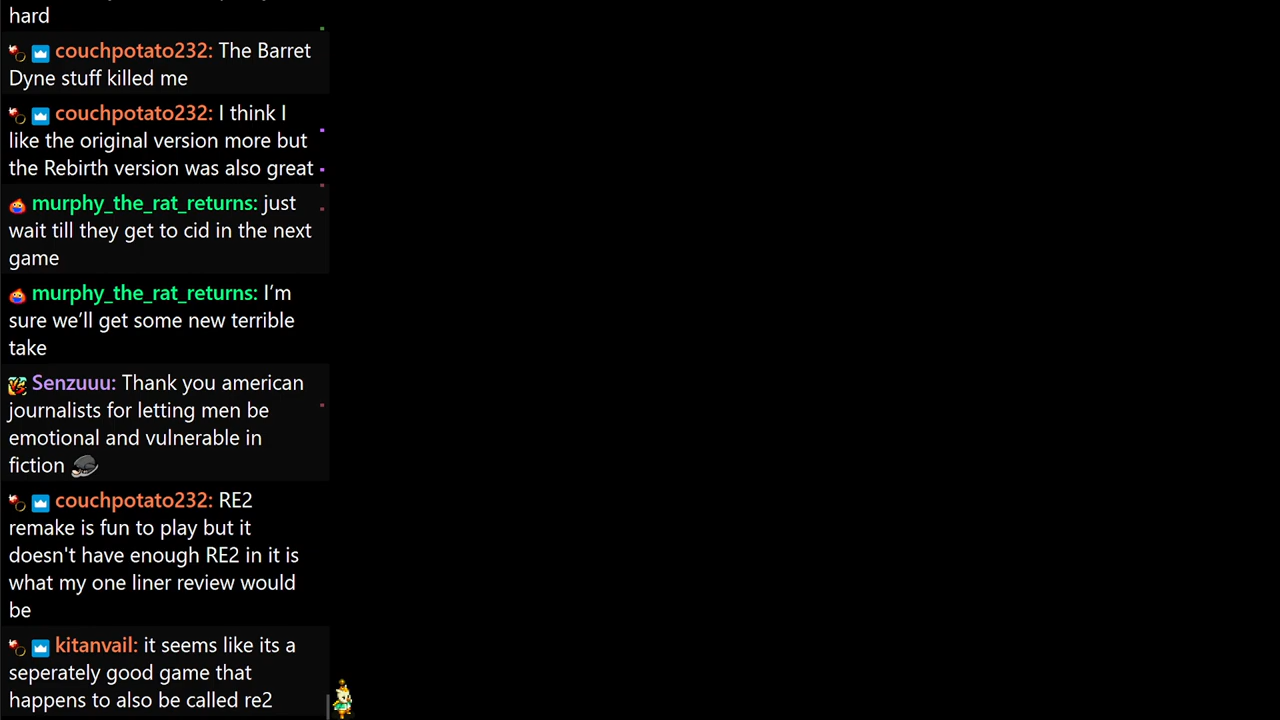 hard
couchpotato232: The Barret
Dyne stuff killed me
couchpotato232: I think I
like the original version more but
the Rebirth version was also great
murphy_the_rat_returns: just
wait till they get to cid in the next
game
murphy_the_rat_returns: I’m
sure we’ll get some new terrible
take
Senzuuu: Thank you american
journalists for letting men be
emotional and vulnerable in
fiction
couchpotato232: RE2
remake is fun to play but it
doesn't have enough RE2 in it is
what my one liner review would
be
kitanvail: it seems like its a
seperately good game that
happens to also be called re2